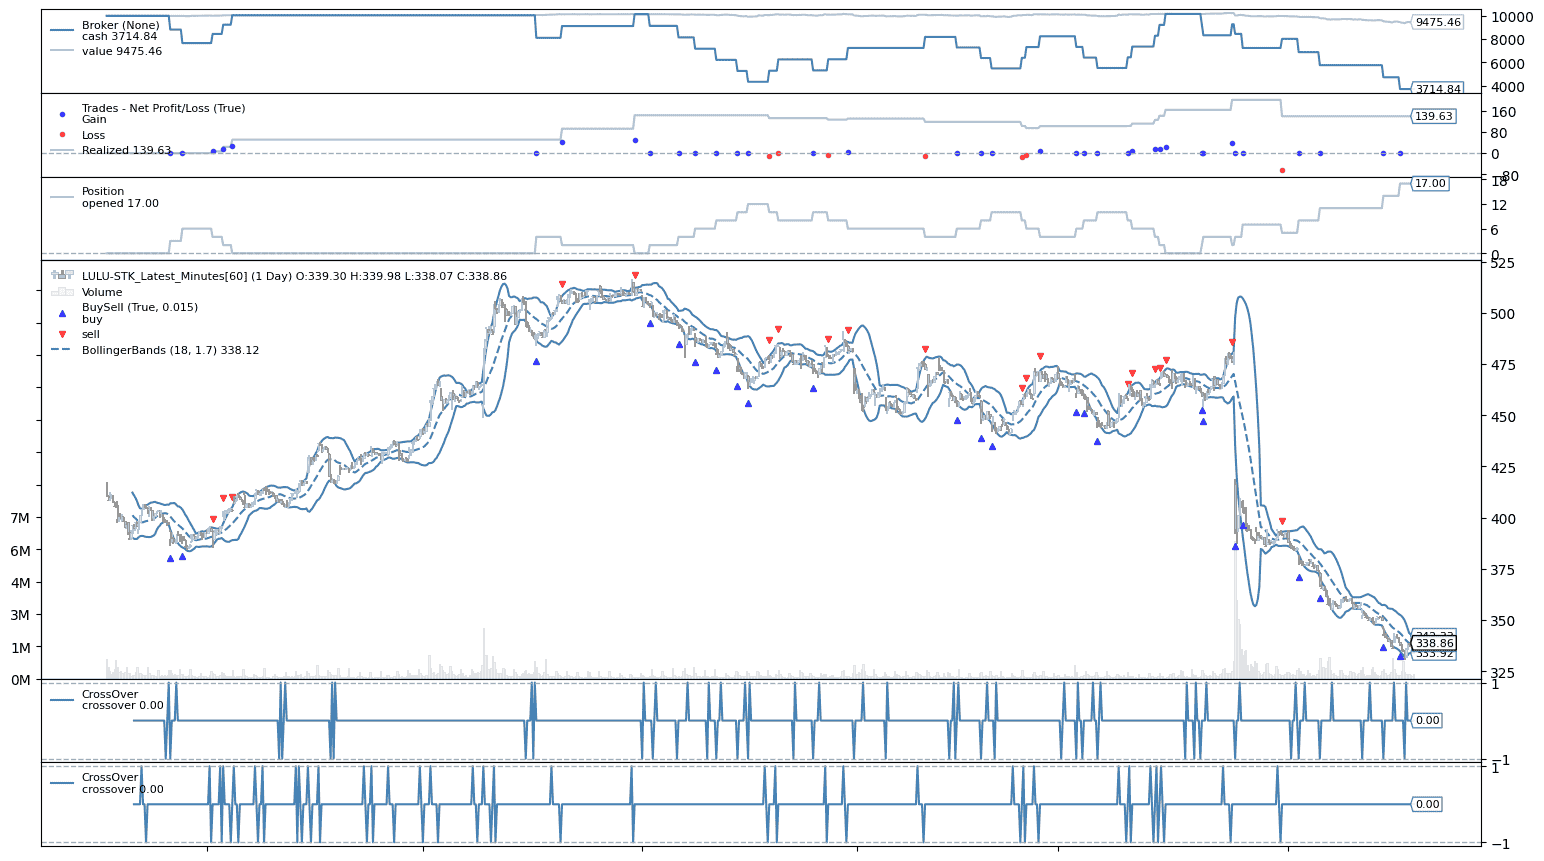 Broker (None)
cash 3714.84
value 9475.46
9475.46
3714.84
10000
8000
6000
4000
Trades - Net Profit/Loss (True)
Gain
Loss
Realized 139.63
139.63
160
80
0
−80
Position
opened 17.00
17.00
18
12
6
0
LULU-STK_Latest_Minutes[60] (1 Day) O:339.30 H:339.98 L:338.07 C:338.86
Volume
BuySell (True, 0.015)
buy
sell
BollingerBands (18, 1.7) 338.12
525
500
475
450
425
400
375
350
325
7M
6M
4M
3M
1M
0M
338.86
333.92
CrossOver
crossover 0.00
0.00
1
−1
CrossOver
crossover 0.00
0.00
1
−1